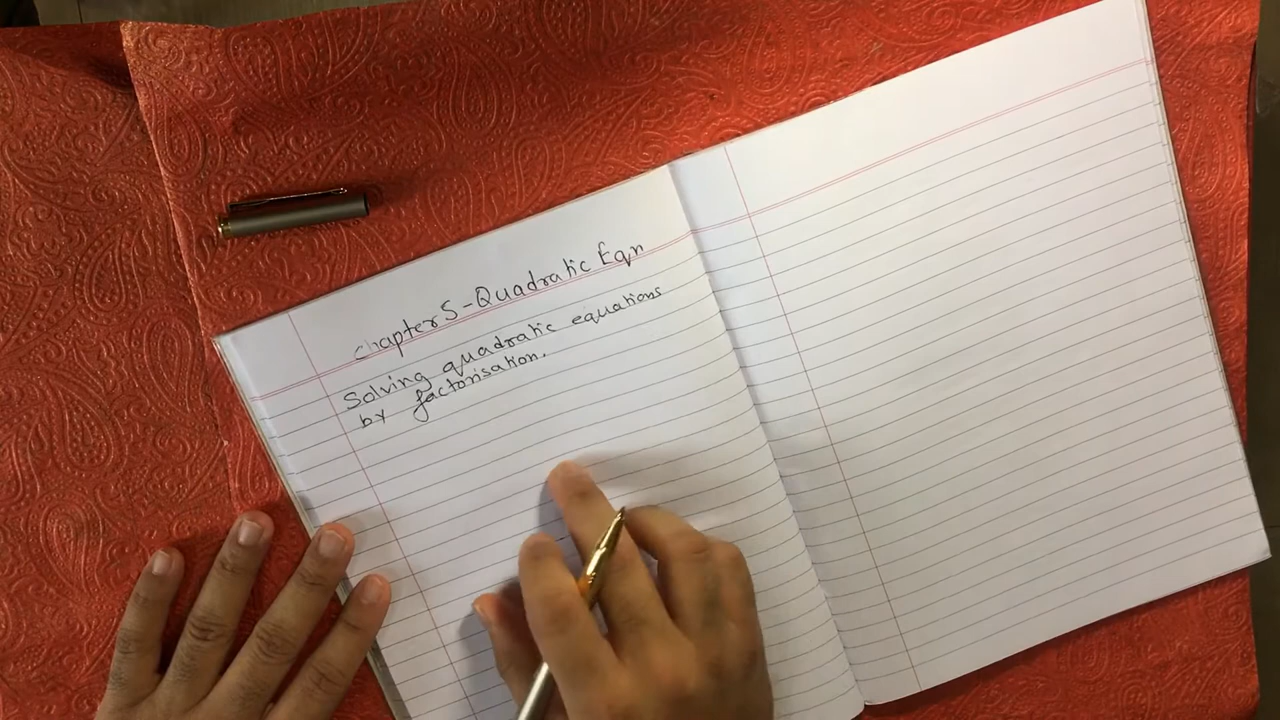 Chapter 5 - Quadratic Eqn
Solving quadratic equations
by factorisation.